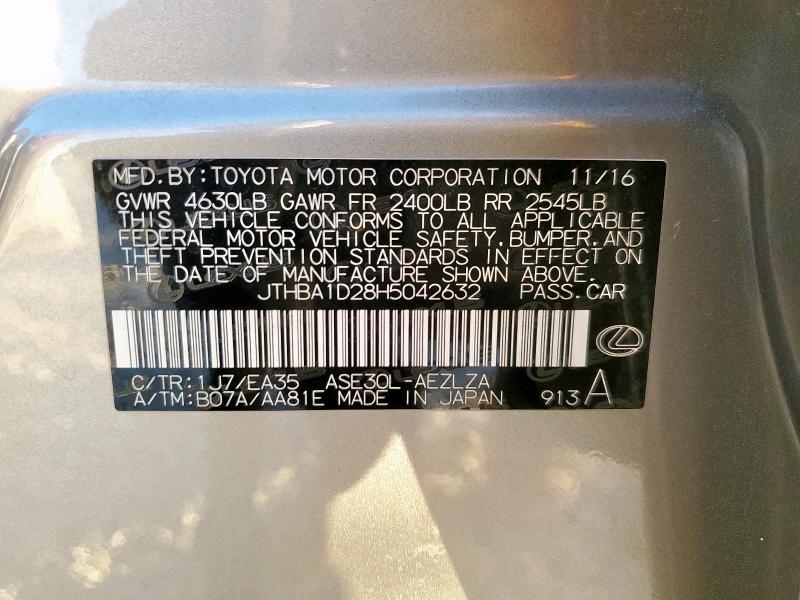 MFD.BY:TOYOTA MOTOR CORPORATION 11/16
GVWR 4630LB GAWR FR 2400LB RR 2545LB
THIS VEHICLE CONFORMS TO ALL APPLICABLE
FEDERAL MOTOR VEHICLE SAFETY,BUMPER,AND
THEFT PREVENTION STANDARDS IN EFFECT ON
THE DATE OF MANUFACTURE SHOWN ABOVE.
JTHBA1D28H5042632 PASS.CAR
C/TR:1J7/EA35 ASE30L-AEZLZA
A/TM:B07A/AA81E MADE IN JAPAN 913 A